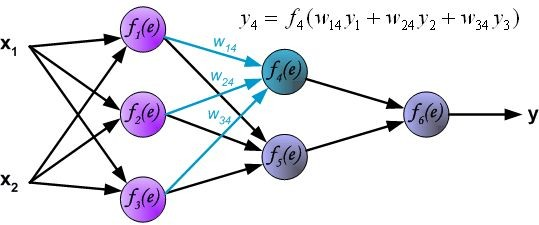 y₄ = f₄(w₁₄y₁ + w₂₄y₂ + w₃₄y₃)
f₁(e)
x₁
w₁₄
f₄(e)
w₂₄
f₂(e)
w₃₄
f₆(e)
y
f₅(e)
x₂
f₃(e)